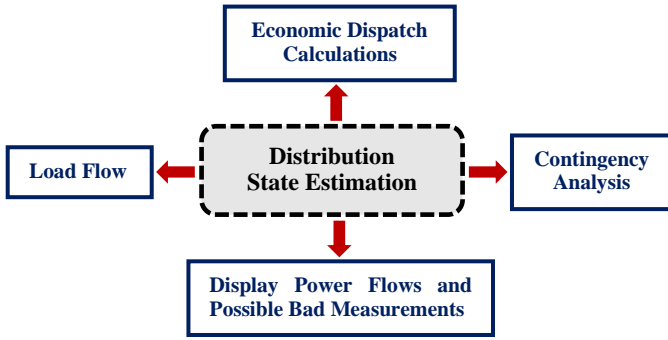 Economic Dispatch
Calculations
Load Flow
Distribution
State Estimation
Contingency
Analysis
Display Power Flows and
Possible Bad Measurements